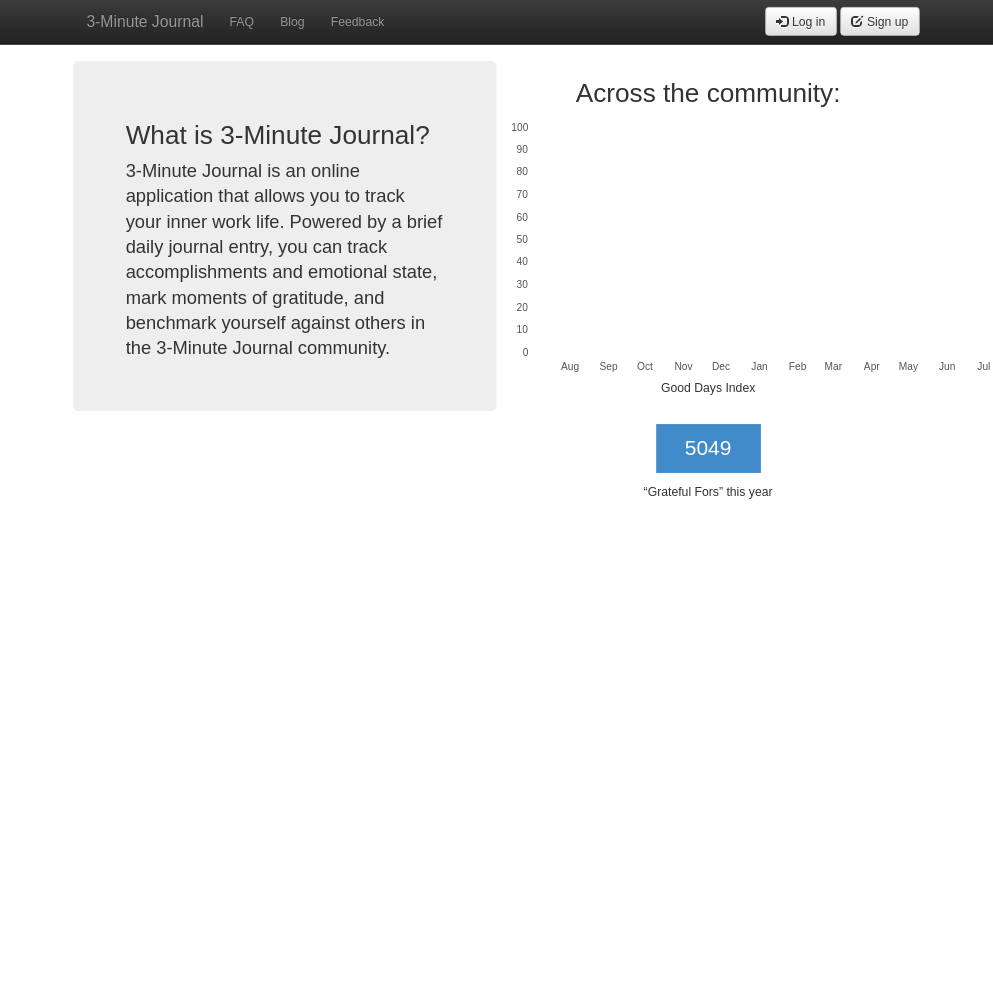 3-Minute Journal FAQ Blog Feedback Log in Sign up
What is 3-Minute Journal?
3-Minute Journal is an online
application that allows you to track
your inner work life. Powered by a brief
daily journal entry, you can track
accomplishments and emotional state,
mark moments of gratitude, and
benchmark yourself against others in
the 3-Minute Journal community.
Across the community:
100
90
80
70
60
50
40
30
20
10
0
Aug Sep Oct Nov Dec Jan Feb Mar Apr May Jun Jul
Good Days Index
5049
“Grateful Fors” this year